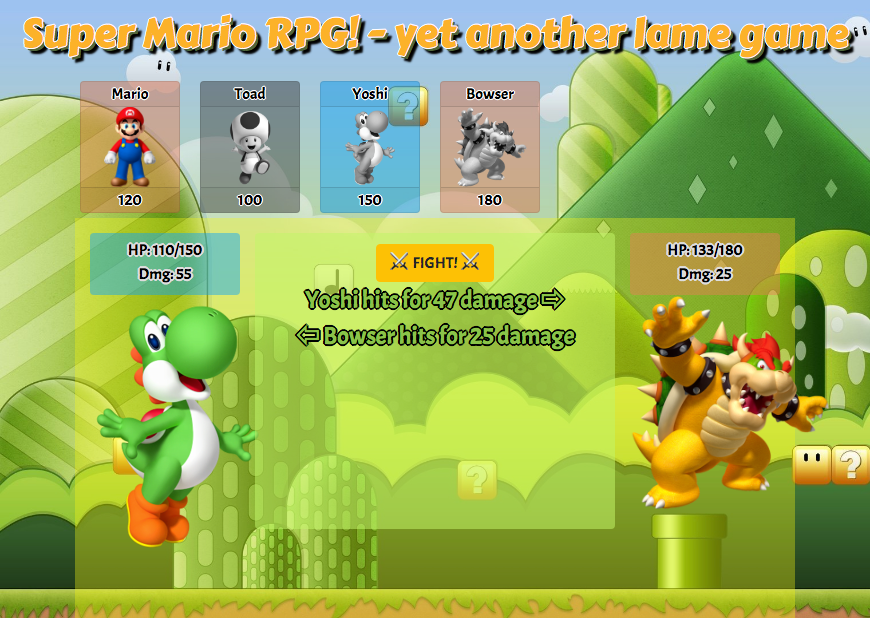 Super Mario RPG! - yet another lame game
Mario
Toad
Yoshi
Bowser
?
120
100
150
180
HP: 110/150
Dmg: 55
⚔ FIGHT! ⚔
HP: 133/180
Dmg: 25
Yoshi hits for 47 damage ⇨
⇦ Bowser hits for 25 damage
?
?